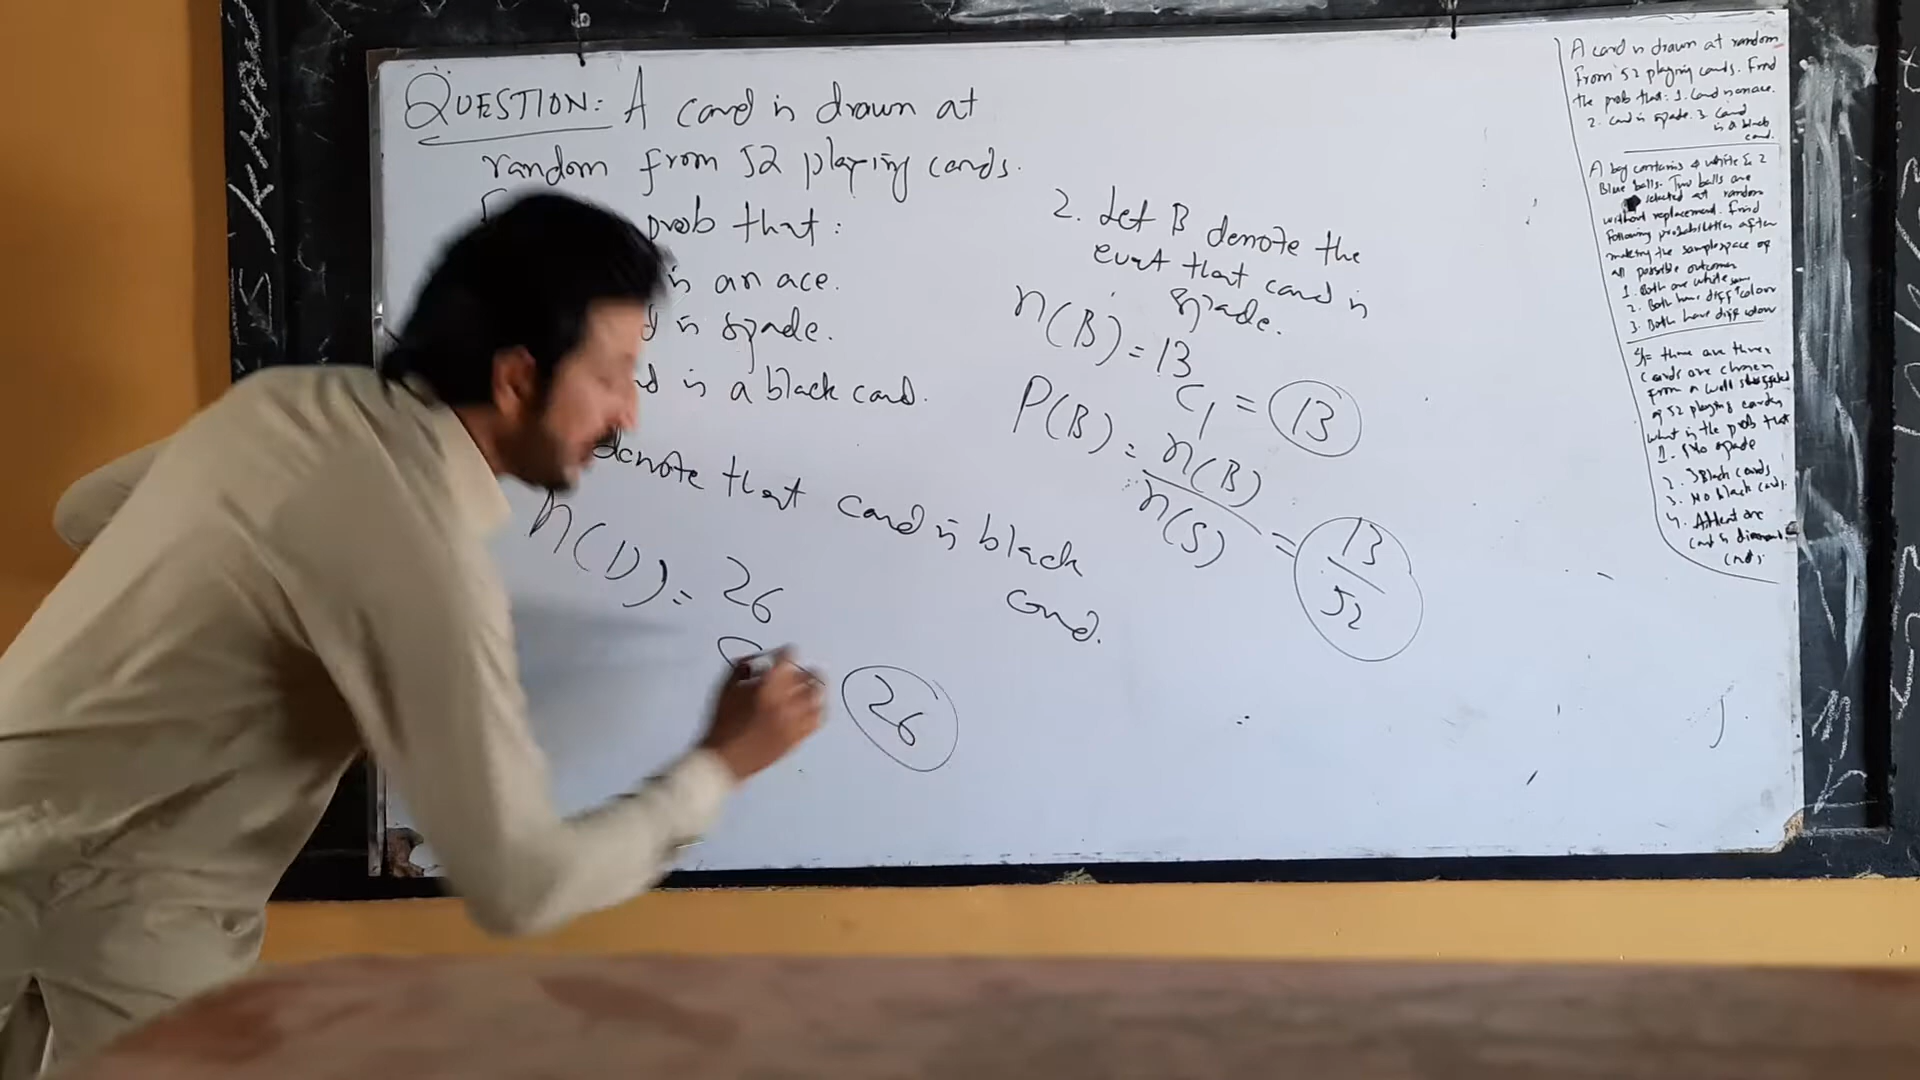 QUESTION: A card is drawn at
random from 52 playing cards.
prob that:
is an ace.
d is spade.
nd is a black card.
denote that card is black
card.
n(D) = 26
26
2. Let B denote the
event that card is
spade.
n(B) = 13
C1 = 13
P(B) = n(B)
n(S)
= 13
52
A card is drawn at random
From 52 playing cards. Find
the prob that: 1. Card is an ace.
2. Card is spade. 3. Card
is a black
card.
A bag contains 4 white & 2
Blue balls. Two balls are
selected at random
without replacement. Find
Following probabilities after
making the sample space of
all possible outcomes
1. Both are white
2. Both have diff colour
3. Both have diff colour
there are three
cards are chosen
From a well
of 52 playing cards
what is the prob that
1. No spade
2. 3 Black cards
3. No black cards.
4. Atleast one
card is diamond
cards